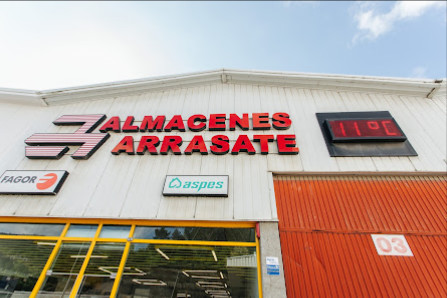 ALMACENES
ARRASATE
11°C
FAGOR
aspes
03